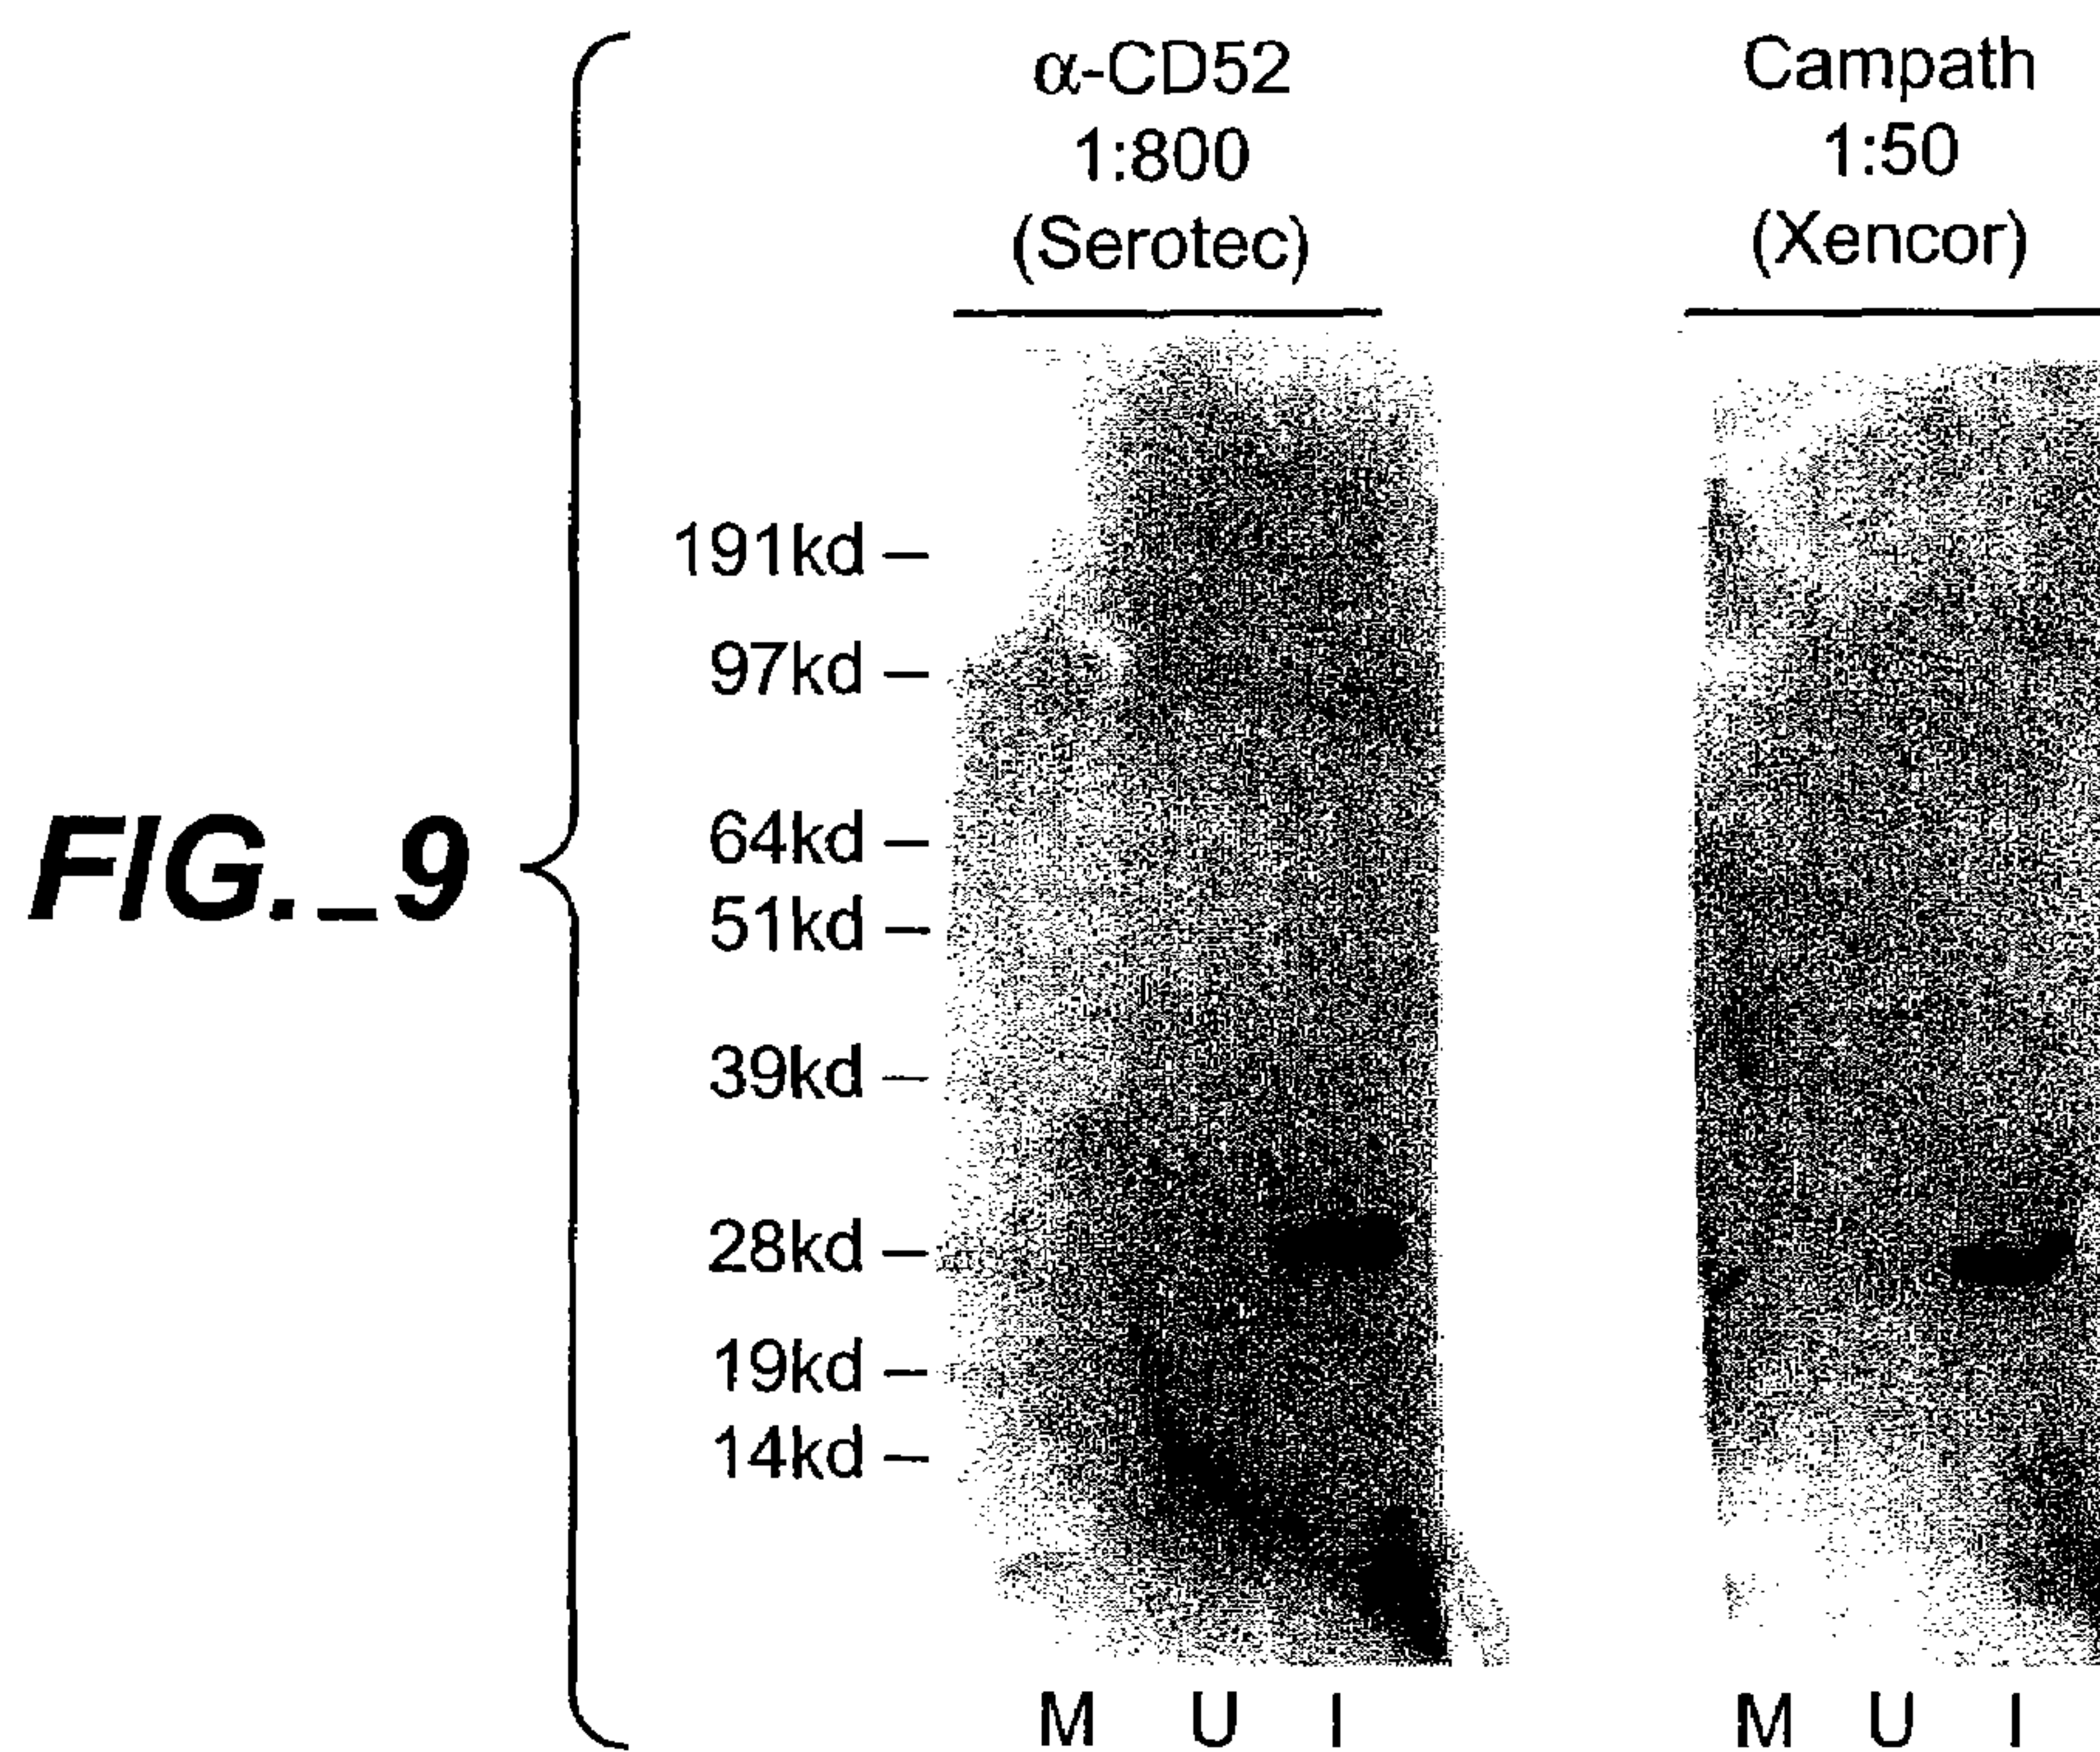 α-CD52
1:800
(Serotec)
Campath
1:50
(Xencor)
191kd
97kd
64kd
51kd
39kd
28kd
19kd
14kd
FIG._9
M U I
M U I